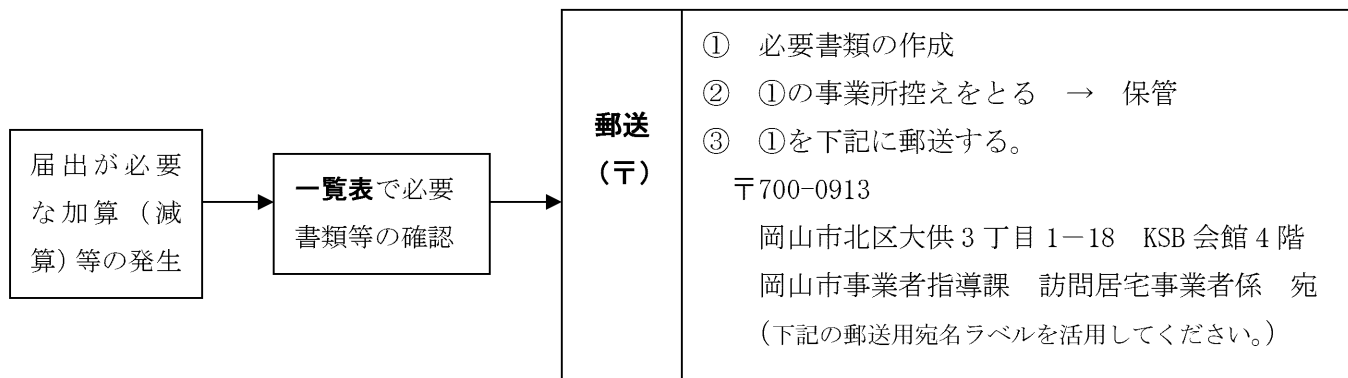 届出が必要
な加算（減
算）等の発生
一覧表で必要
書類等の確認
郵送
（〒）
① 必要書類の作成
② ①の事業所控えをとる → 保管
③ ①を下記に郵送する。
〒700-0913
岡山市北区大供３丁目1－18 KSB会館４階
岡山市事業者指導課 訪問居宅事業者係 宛
（下記の郵送用宛名ラベルを活用してください。）